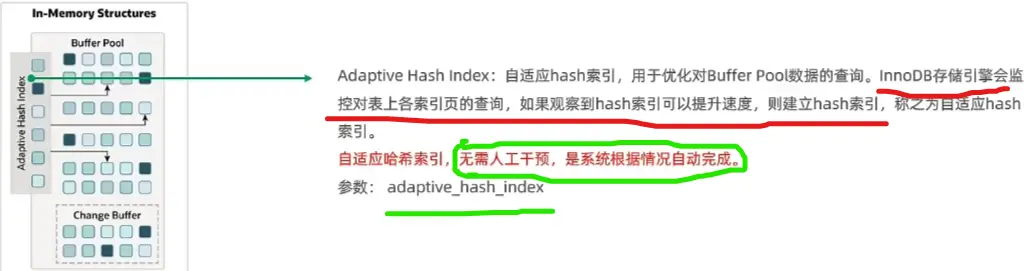 In-Memory Structures
Buffer Pool
Adaptive Hash Index
Change Buffer
Adaptive Hash Index：自适应hash索引，用于优化对Buffer Pool数据的查询。InnoDB存储引擎会监
控对表上各索引页的查询，如果观察到hash索引可以提升速度，则建立hash索引，称之为自适应hash
索引。
自适应哈希索引，无需人工干预，是系统根据情况自动完成。
参数： adaptive_hash_index